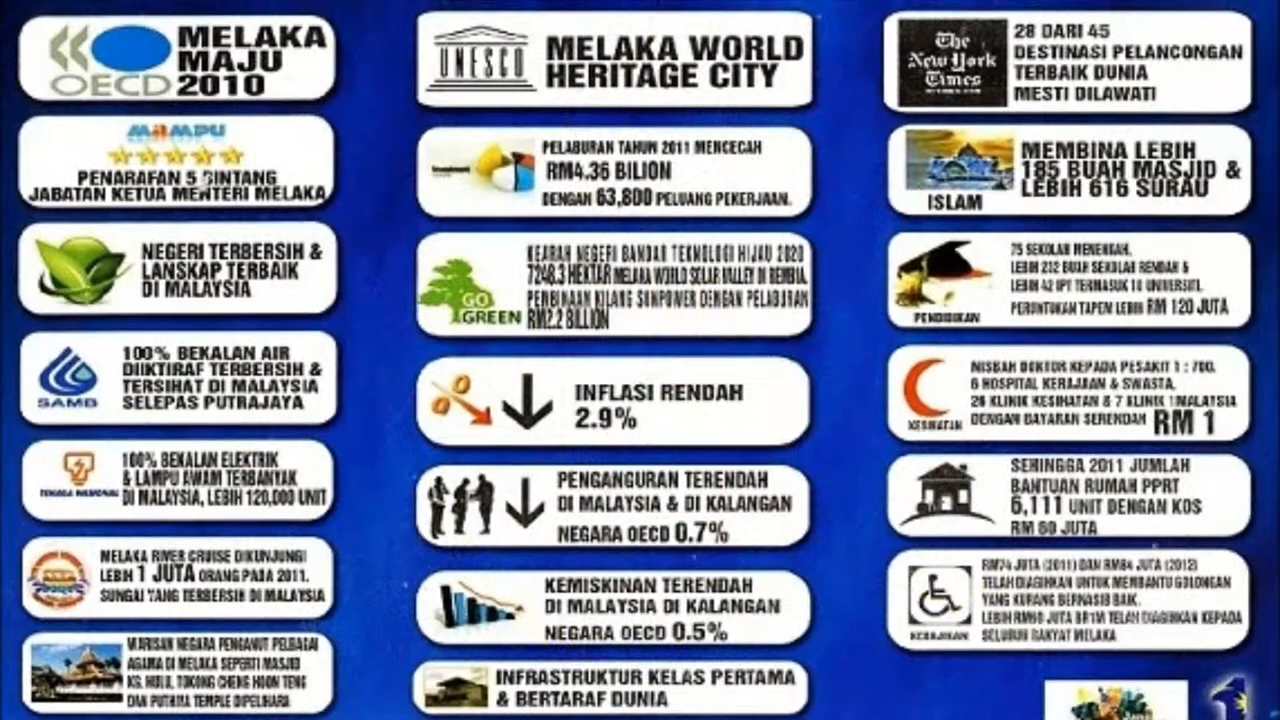 OECD
MELAKA
MAJU
2010
MAMPU
PENARAFAN 5 BINTANG
JABATAN KETUA MENTERI MELAKA
NEGERI TERBERSIH &
LANSKAP TERBAIK
DI MALAYSIA
SAMB
100% BEKALAN AIR
DIIKTIRAF TERBERSIH &
TERSIHAT DI MALAYSIA
SELEPAS PUTRAJAYA
TENAGA NASIONAL
100% BEKALAN ELEKTRIK
& LAMPU AWAM TERBANYAK
DI MALAYSIA, LEBIH 120,000 UNIT
MELAKA RIVER CRUISE DIKUNJUNGI
LEBIH 1 JUTA ORANG PADA 2011.
SUNGAI YANG TERBERSIH DI MALAYSIA
WARISAN NEGARA PENGANUT PELBAGAI
AGAMA DI MELAKA SEPERTI MASJID
KG. HULU, TOKONG CHENG HOON TENG
DAN PUTHIA TEMPLE DIPELIHARA
UNESCO
MELAKA WORLD
HERITAGE CITY
Investment
PELABURAN TAHUN 2011 MENCECAH
RM4.36 BILION
DENGAN 63,800 PELUANG PEKERJAAN.
GO
GREEN
KEARAH NEGERI BANDAR TEKNOLOGI HIJAU 2020
7248.3 HEKTAR MELAKA WORLD SOLAR VALLEY DI REMBIA.
PEMBINAAN KILANG SUNPOWER DENGAN PELABURAN
RM2.2 BILLION
INFLASI RENDAH
2.9%
PENGANGURAN TERENDAH
DI MALAYSIA & DI KALANGAN
NEGARA OECD 0.7%
KEMISKINAN TERENDAH
DI MALAYSIA DI KALANGAN
NEGARA OECD 0.5%
INFRASTRUKTUR KELAS PERTAMA
& BERTARAF DUNIA
The
New York
Times
28 DARI 45
DESTINASI PELANCONGAN
TERBAIK DUNIA
MESTI DILAWATI
ISLAM
MEMBINA LEBIH
185 BUAH MASJID &
LEBIH 616 SURAU
PENDIDIKAN
75 SEKOLAH MENENGAH.
LEBIH 232 BUAH SEKOLAH RENDAH &
LEBIH 42 IPT TERMASUK 10 UNIVERSITI.
PERUNTUKAN TAPEM LEBIH RM 120 JUTA
KESIHATAN
NISBAH DOKTOR KEPADA PESAKIT 1 : 700.
6 HOSPITAL KERAJAAN & SWASTA.
26 KLINIK KESIHATAN & 7 KLINIK 1MALAYSIA
DENGAN BAYARAN SERENDAH RM 1
SEHINGGA 2011 JUMLAH
BANTUAN RUMAH PPRT
6,111 UNIT DENGAN KOS
RM 60 JUTA
KEBAJIKAN
RM74 JUTA (2011) DAN RM84 JUTA (2012)
TELAH DIAGIHKAN UNTUK MEMBANTU GOLONGAN
YANG KURANG BERNASIB BAIK.
LEBIH RM60 JUTA BR1M TELAH DIAGIHKAN KEPADA
SELURUH RAKYAT MELAKA
1